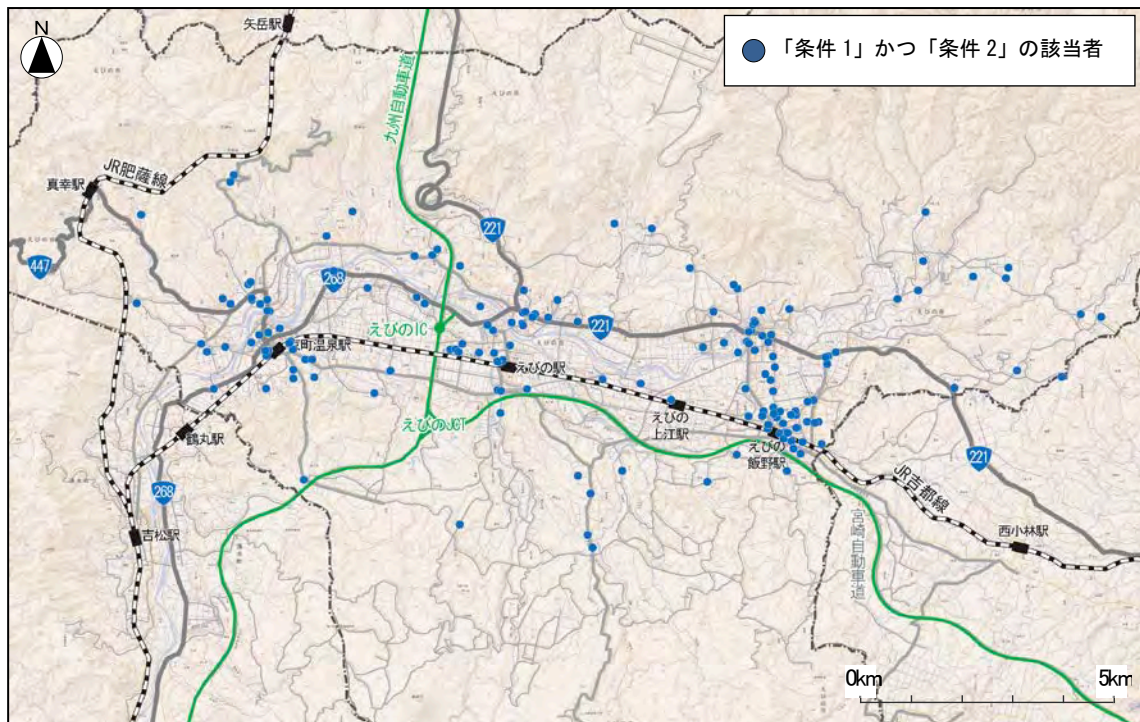 N
「条件1」かつ「条件2」の該当者
矢岳駅
九州自動車道
JR肥薩線
真幸駅
221
447
268
えびのIC
221
京町温泉駅
えびの駅
えびの
上江駅
えびのJCT
鶴丸駅
えびの
飯野駅
221
268
JR吉都線
吉松駅
宮崎自動車道
西小林駅
0km
5km